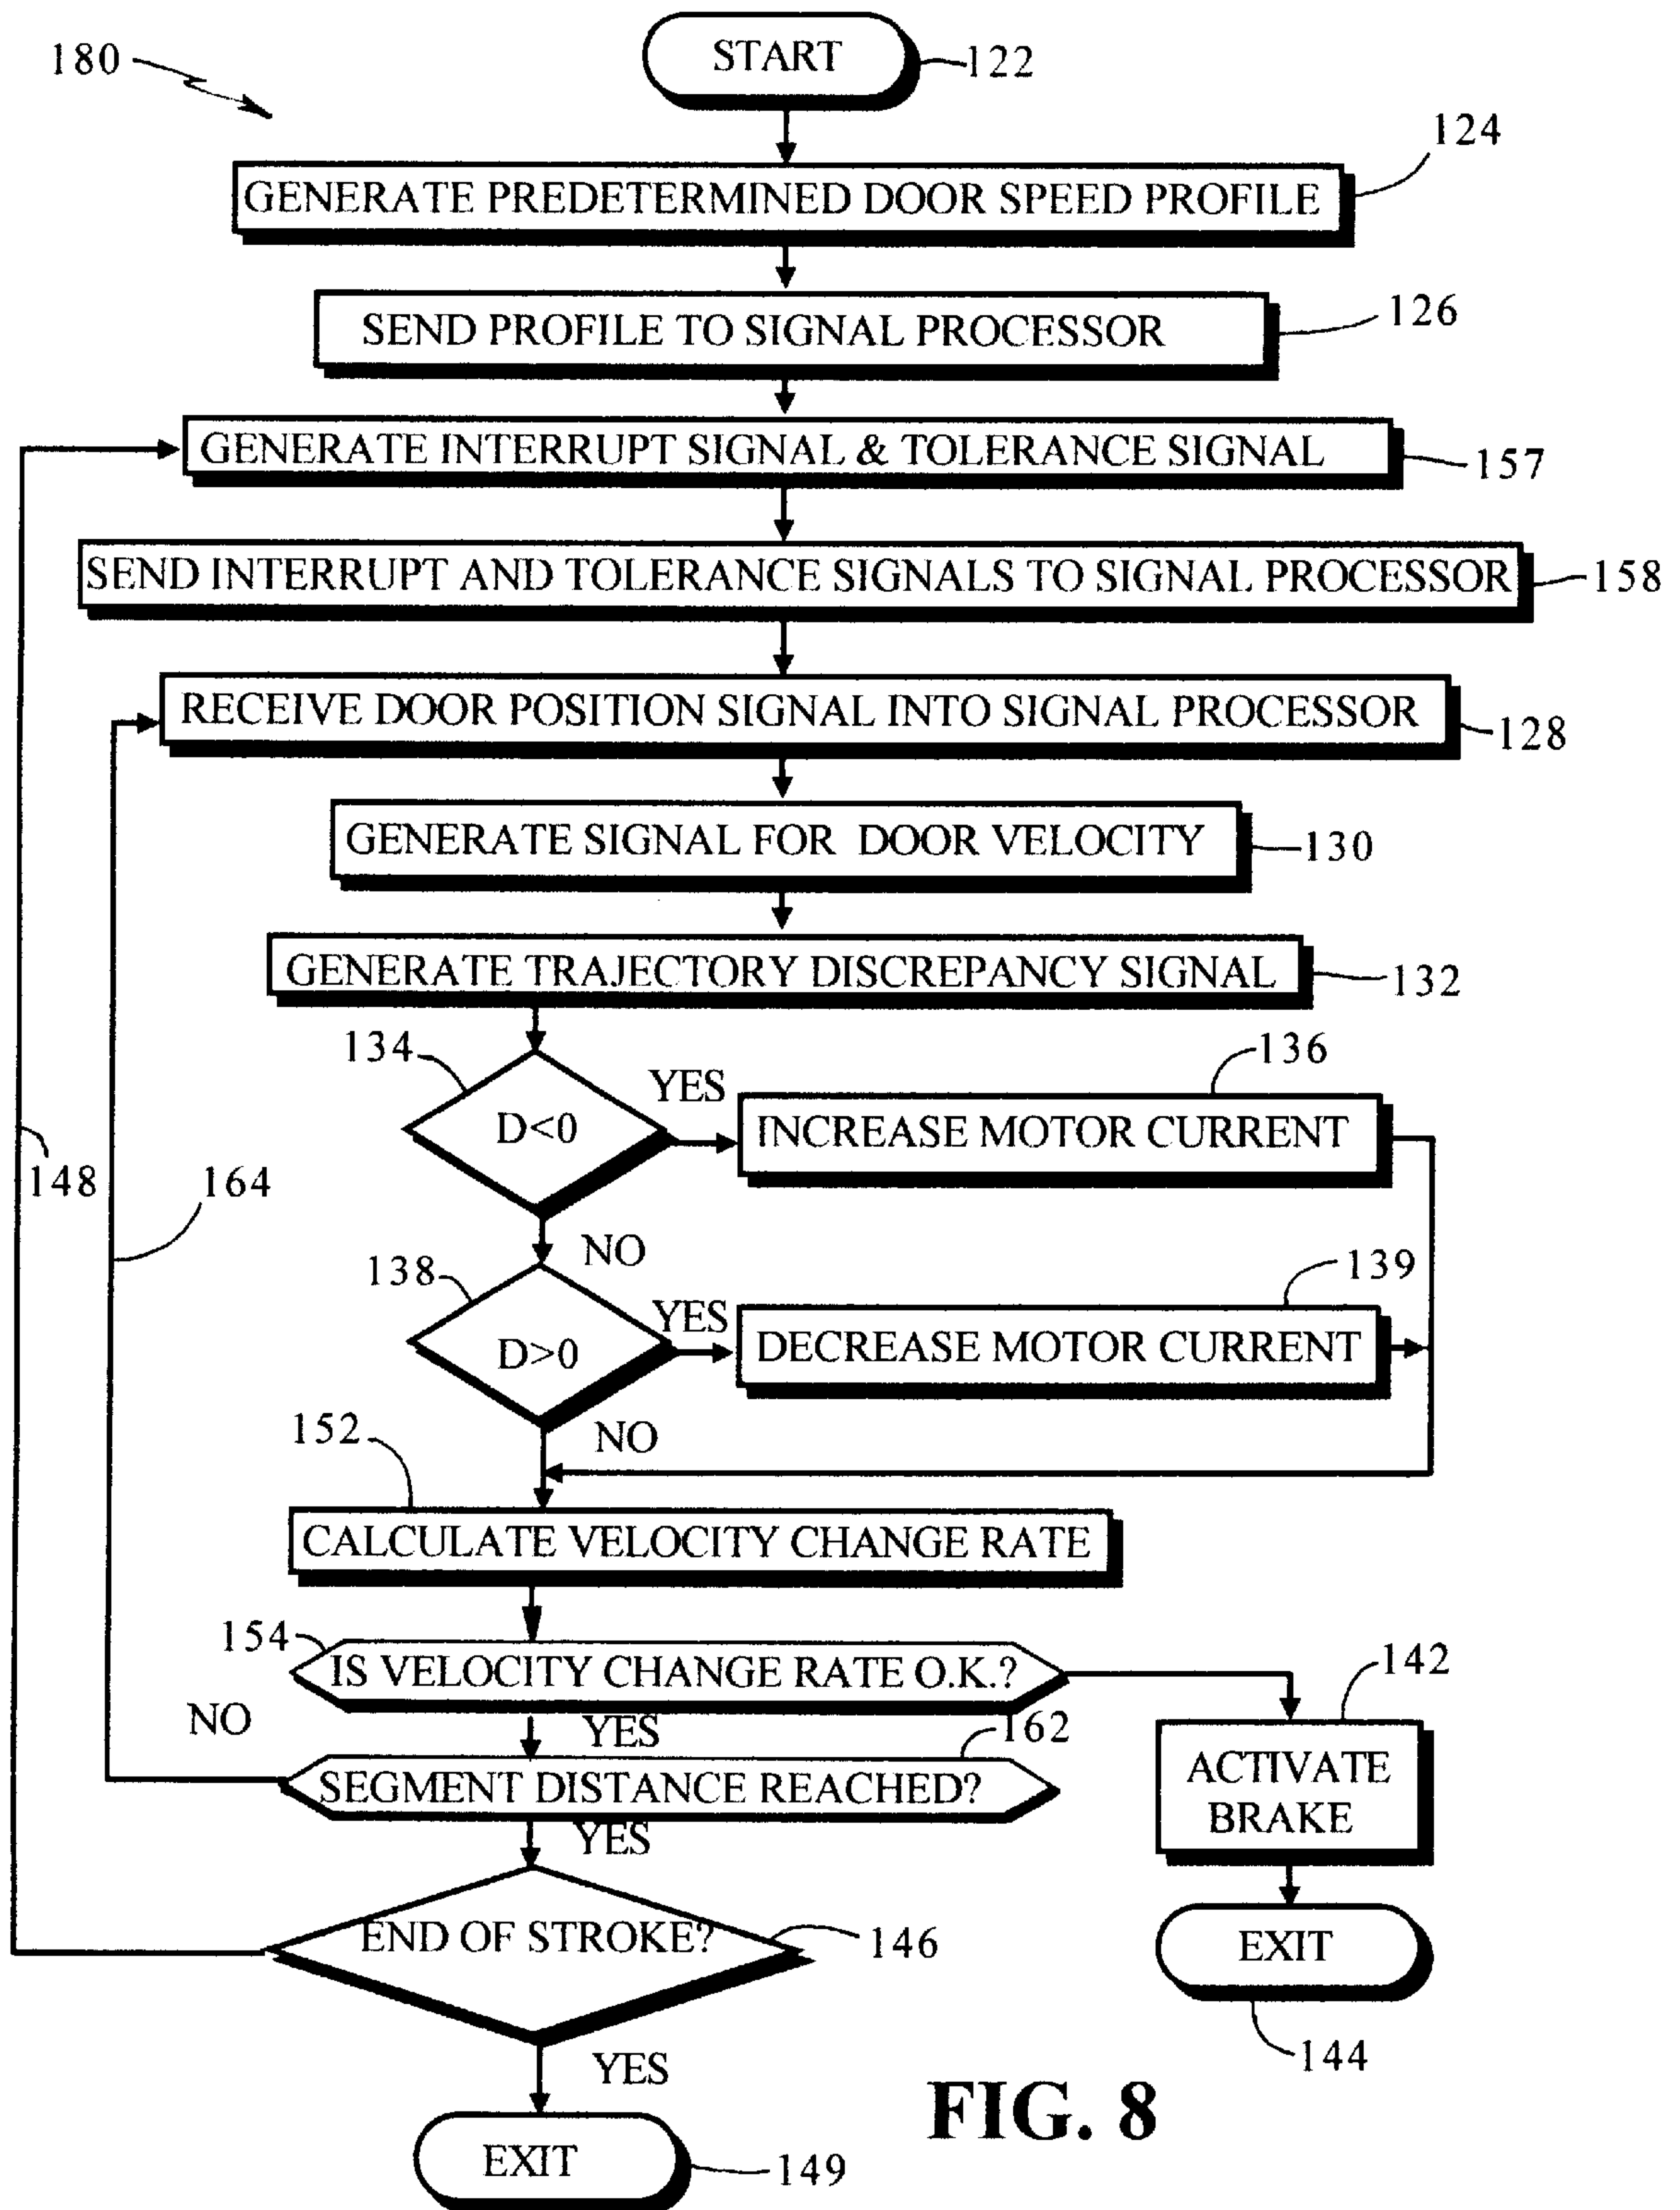 180
START
122
124
GENERATE PREDETERMINED DOOR SPEED PROFILE
126
SEND PROFILE TO SIGNAL PROCESSOR
GENERATE INTERRUPT SIGNAL & TOLERANCE SIGNAL
157
SEND INTERRUPT AND TOLERANCE SIGNALS TO SIGNAL PROCESSOR
158
RECEIVE DOOR POSITION SIGNAL INTO SIGNAL PROCESSOR
128
GENERATE SIGNAL FOR DOOR VELOCITY
130
GENERATE TRAJECTORY DISCREPANCY SIGNAL
132
134
136
YES
D<0
INCREASE MOTOR CURRENT
148
164
NO
138
139
YES
D>0
DECREASE MOTOR CURRENT
152
NO
CALCULATE VELOCITY CHANGE RATE
154
IS VELOCITY CHANGE RATE O.K.?
142
NO
YES
162
SEGMENT DISTANCE REACHED?
ACTIVATE
BRAKE
YES
END OF STROKE?
146
EXIT
144
YES
FIG. 8
EXIT
149